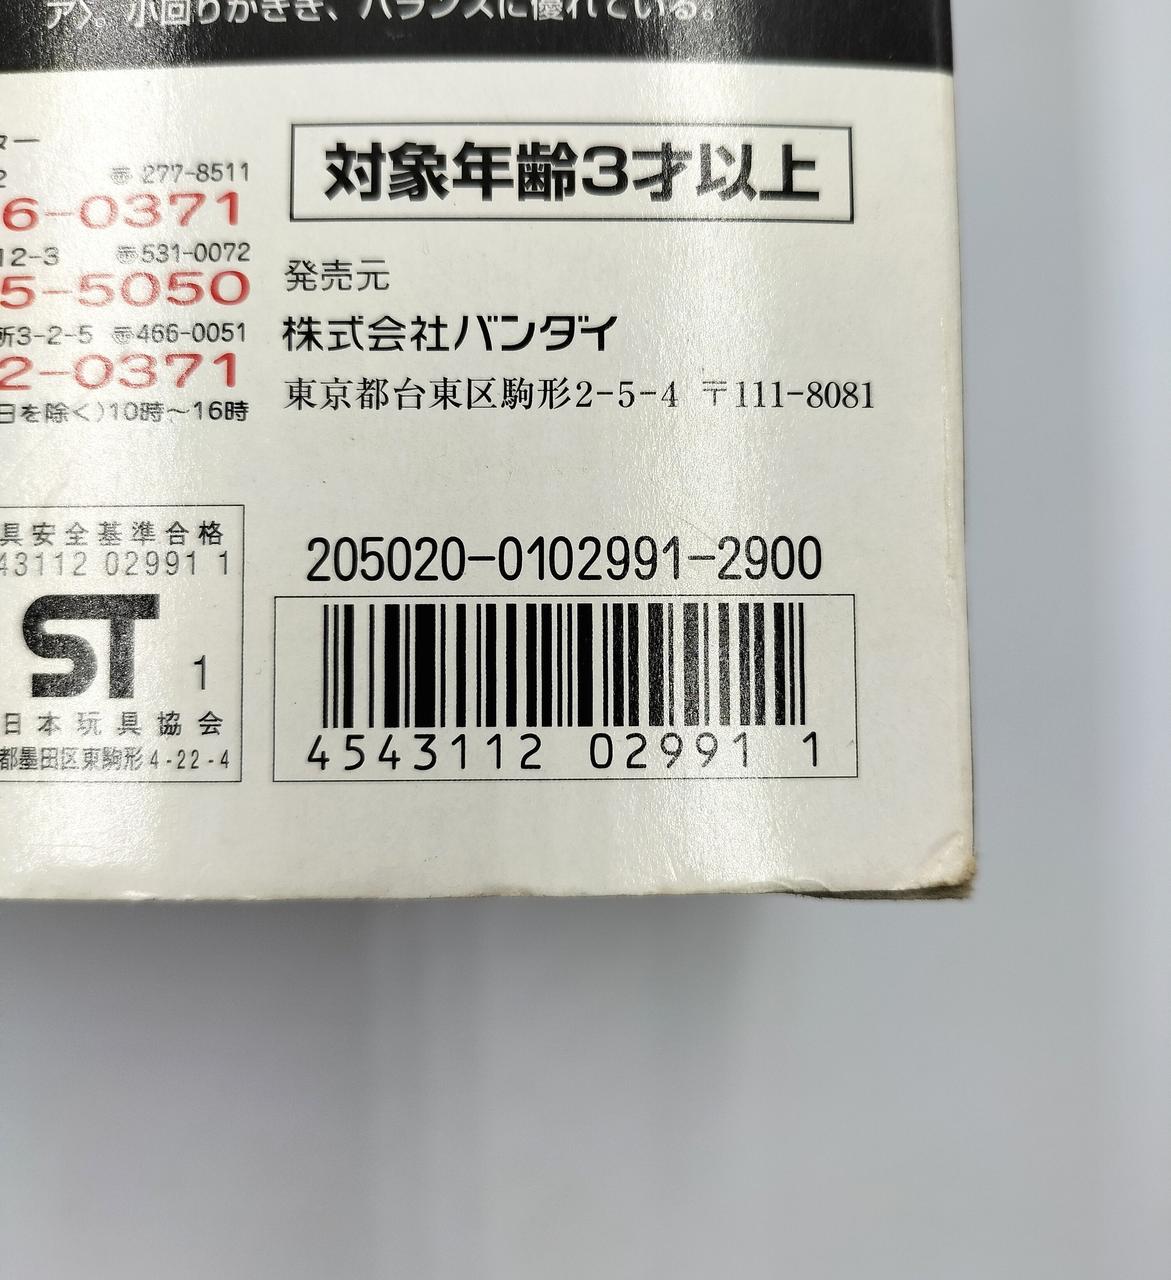 ア〉。小回りがきき、バランスに優れている。
ター
2 〠277-8511
6-0371
12-3 〠531-0072
5-5050
所3-2-5 〠466-0051
2-0371
日を除く)10時～16時
対象年齢3才以上
発売元
株式会社バンダイ
東京都台東区駒形2-5-4 〒111-8081
具安全基準合格
43112 02991 1
ST 1
日本玩具協会
都墨田区東駒形4-22-4
205020-0102991-2900
4543112 02991 1